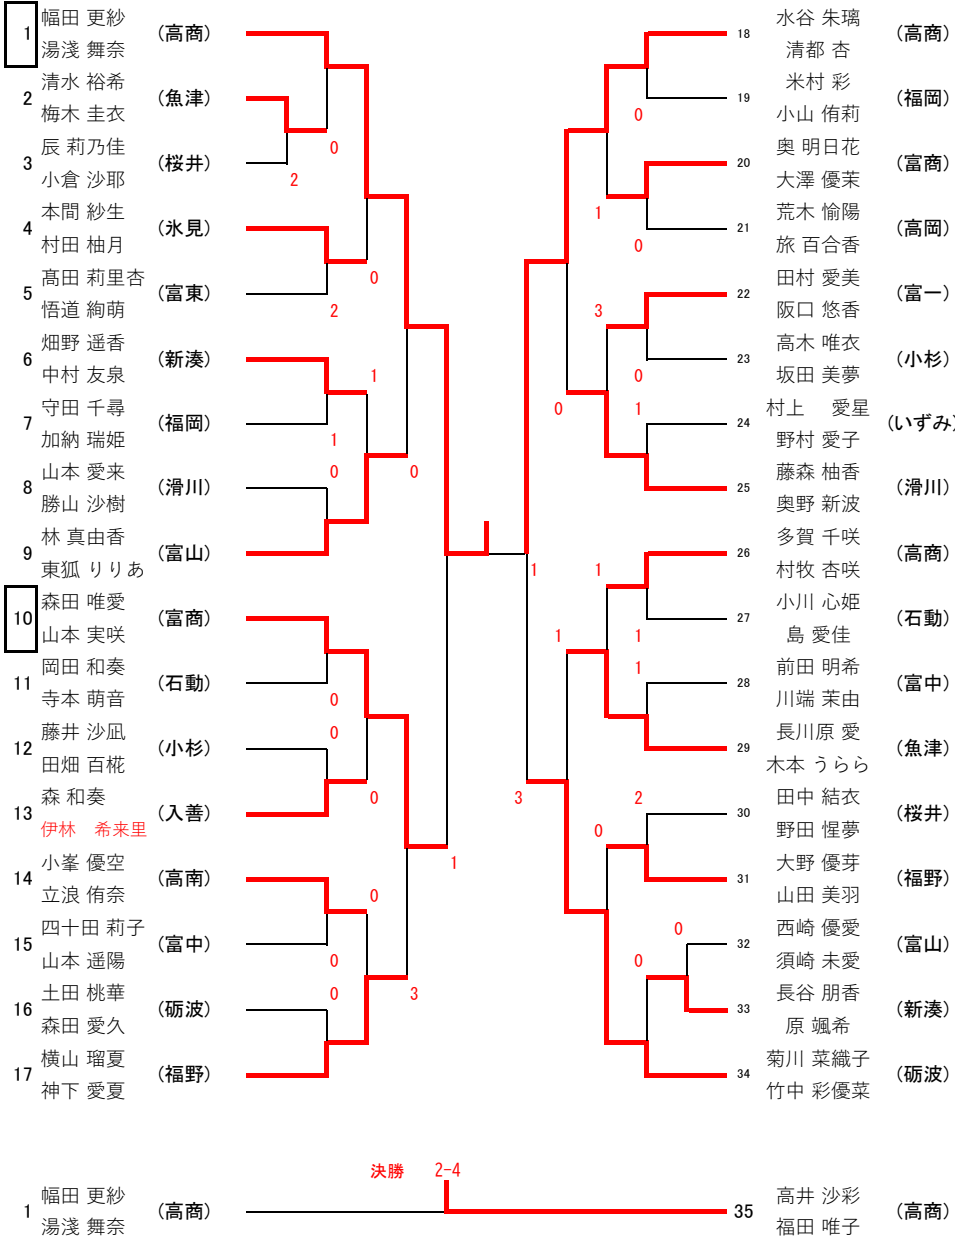 1 幅田 更紗 (高商)
湯淺 舞奈
2 清水 裕希 (魚津)
梅木 圭衣
3 辰 莉乃佳 (桜井)
小倉 沙耶
4 本間 紗生 (氷見)
村田 柚月
5 髙田 莉里杏 (富東)
悟道 絢萌
6 畑野 遥香 (新湊)
中村 友泉
7 守田 千尋 (福岡)
加納 瑞姫
8 山本 愛来 (滑川)
勝山 沙樹
9 林 真由香 (富山)
東狐 りりあ
10 森田 唯愛 (富商)
山本 実咲
11 岡田 和奏 (石動)
寺本 萌音
12 藤井 沙凪 (小杉)
田畑 百椛
13 森 和奏 (入善)
伊林 希来里
14 小峯 優空 (高南)
立浪 侑奈
15 四十田 莉子 (富中)
山本 遥陽
16 土田 桃華 (砺波)
森田 愛久
17 横山 瑠夏 (福野)
神下 愛夏
0
2
0
2
1
1
0
0
0
0
0
1
0
0
0
3
18 水谷 朱璃 (高商)
清都 杏
19 米村 彩 (福岡)
小山 侑莉
20 奥 明日花 (富商)
大澤 優茉
21 荒木 愉陽 (高岡)
旅 百合香
22 田村 愛美 (富一)
阪口 悠香
23 高木 唯衣 (小杉)
坂田 美夢
24 村上 愛星 (いずみ)
野村 愛子
25 藤森 柚香 (滑川)
奥野 新波
26 多賀 千咲 (高商)
村牧 杏咲
27 小川 心姫 (石動)
島 愛佳
28 前田 明希 (富中)
川端 茉由
29 長川原 愛 (魚津)
木本 うらら
30 田中 結衣 (桜井)
野田 惺夢
31 大野 優芽 (福野)
山田 美羽
32 西崎 優愛 (富山)
須崎 未愛
33 長谷 朋香 (新湊)
原 颯希
34 菊川 菜織子 (砺波)
竹中 彩優菜
0
1
0
3
0
0
1
1
1
1
1
1
3
2
0
0
0
決勝 2-4
1 幅田 更紗 (高商)
湯淺 舞奈
35 高井 沙彩 (高商)
福田 唯子